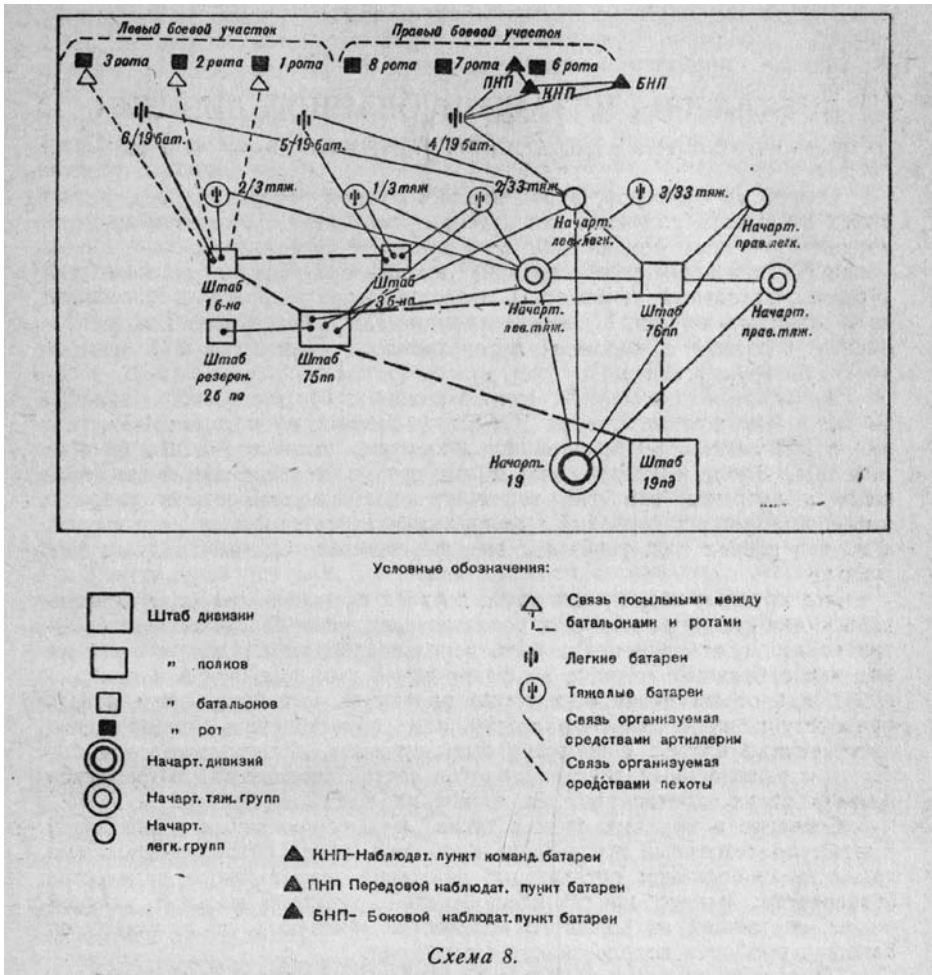 Левый боевой участок
Правый боевой участок
3 рота
2 рота
1 рота
8 рота
7 рота
6 рота
ПНП
КНП
БНП
6/19 бат.
5/19 бат.
4/19 бат.
2/3 тяж.
1/3 тяж
2/33 тяж.
3/33 тяж.
Начарт.
лев. легк.
Начарт.
прав. легк.
Штаб
1 б-на
Штаб
3 б-на
Начарт.
лев. тяж.
Штаб
76 пп
Начарт.
прав. тяж.
Штаб
резерен.
2б па
Штаб
75пп
Начарт.
19
Штаб
19пд
Условные обозначения:
Штаб дивизии
" полков
" батальонов
" рот
Начарт. дивизий
Начарт. тяж. групп
Начарт.
легк. групп
Связь посыльными между
батальонами и ротами
Легкие батареи
Тяжелые батареи
Связь организуемая
средствами артиллерии
Связь организуемая
средствами пехоты
КНП-Наблюдат. пункт команд. батареи
ПНП Передовой наблюдат. пункт батареи
БНП- Боковой наблюдат. пункт батареи
Схема 8.